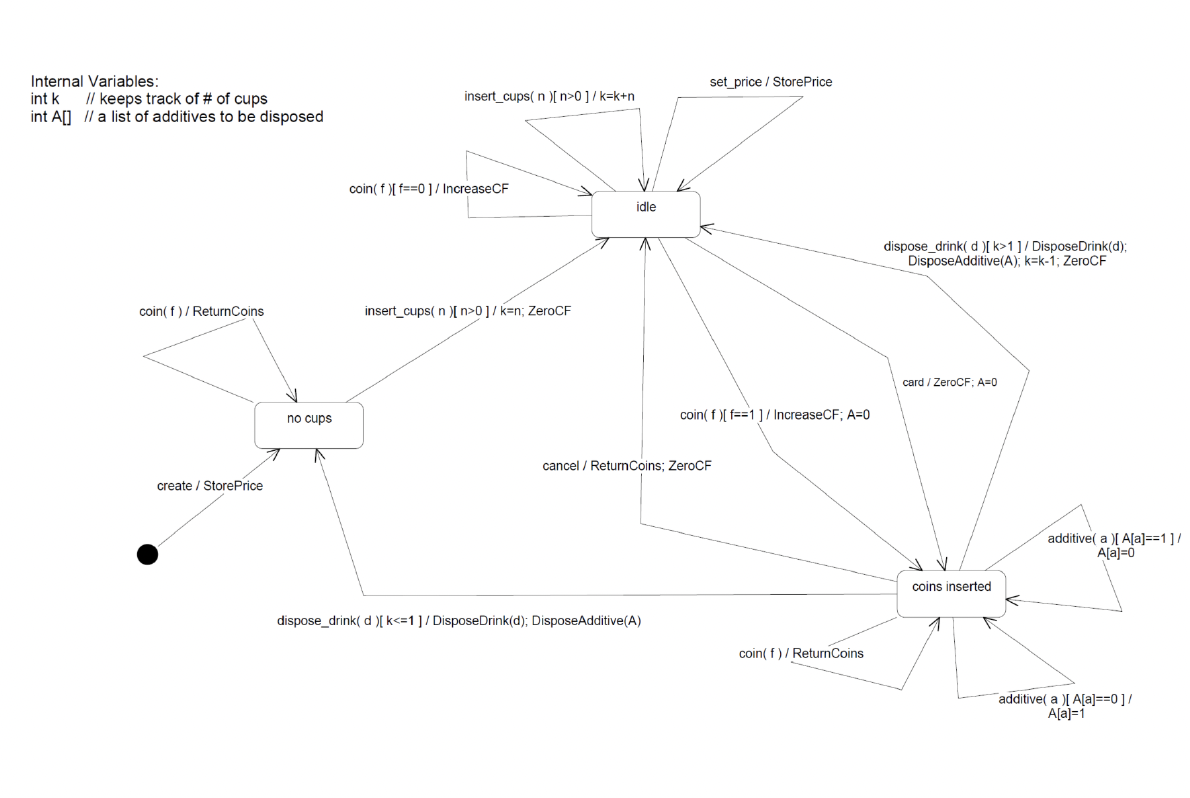 Internal Variables:
int k // keeps track of # of cups
int A[] // a list of additives to be disposed
set_price / StorePrice
insert_cups( n )[ n>0 ] / k=k+n
coin( f )[ f==0 ] / IncreaseCF
idle
dispose_drink( d )[ k>1 ] / DisposeDrink(d);
DisposeAdditive(A); k=k-1; ZeroCF
coin( f ) / ReturnCoins
insert_cups( n )[ n>0 ] / k=n; ZeroCF
card / ZeroCF; A=0
no cups
coin( f )[ f==1 ] / IncreaseCF; A=0
cancel / ReturnCoins; ZeroCF
create / StorePrice
additive( a )[ A[a]==1 ] /
A[a]=0
coins inserted
dispose_drink( d )[ k<=1 ] / DisposeDrink(d); DisposeAdditive(A)
coin( f ) / ReturnCoins
additive( a )[ A[a]==0 ] /
A[a]=1